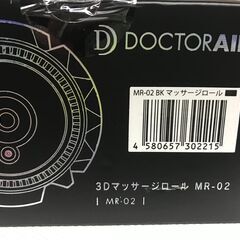 DOCTORAIR
MR-02 BK マッサージロール
4 580657 302215
3Dマッサージロール MR-02
| MR-02 |